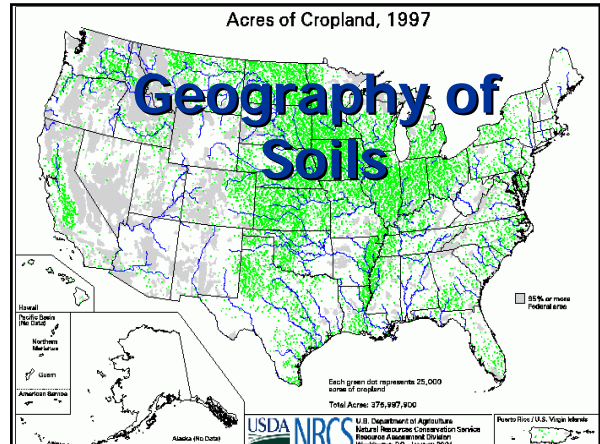 Acres of Cropland, 1997
Geography of
Soils
Hawaii
Pacific Basin
(No Data)
Northern
Marianas
Guam
American Samoa
Alaska (No Data)
95% or more
Federal area
Each green dot represents 25,000
acres of cropland
Total Acres: 376,997,900
USDA NRCS
U.S. Department of Agriculture
Natural Resources Conservation Service
Resource Assessment Division
Puerto Rico / U.S. Virgin Islands